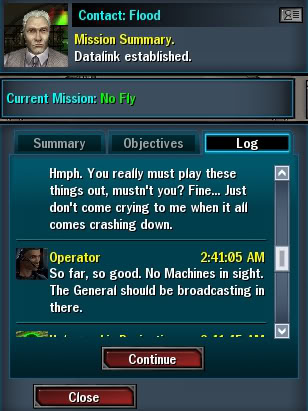 Contact: Flood
Mission Summary.
Datalink established.
Current Mission: No Fly
Summary
Objectives
Log
Hmph. You really must play these
things out, mustn't you? Fine... Just
don't come crying to me when it all
comes crashing down.
Operator 2:41:05 AM
So far, so good. No Machines in sight.
The General should be broadcasting in
there.
Continue
Close